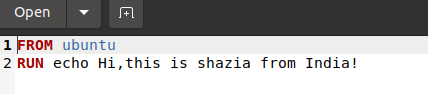 Open
1 FROM ubuntu
2 RUN echo Hi,this is shazia from India!